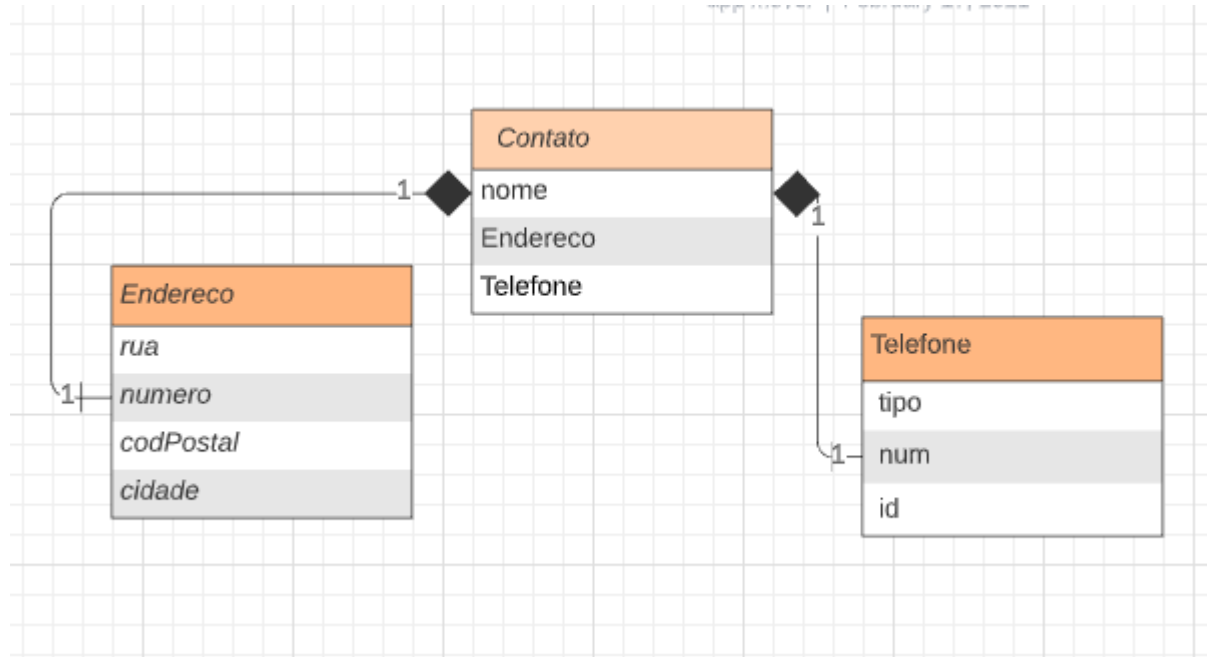 Contato
nome
Endereco
Telefone
1
1
Endereco
rua
numero
codPostal
cidade
1
Telefone
tipo
num
id
1